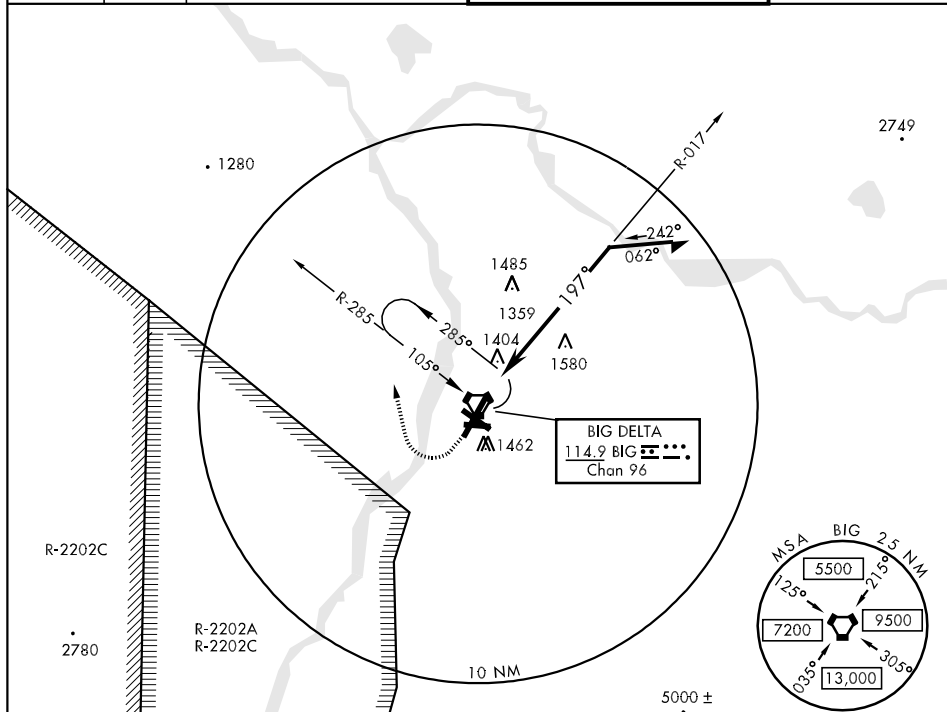 2749
1280
R-017
242°
062°
1485
197°
R-285
1359
285°
1404
105°
1580
BIG DELTA
114.9 BIG
Chan 96
1462
MSA BIG 25 NM
5500
125°
215°
R-2202C
7200
9500
R-2202A
R-2202C
2780
035°
305°
13,000
10 NM
5000 ±